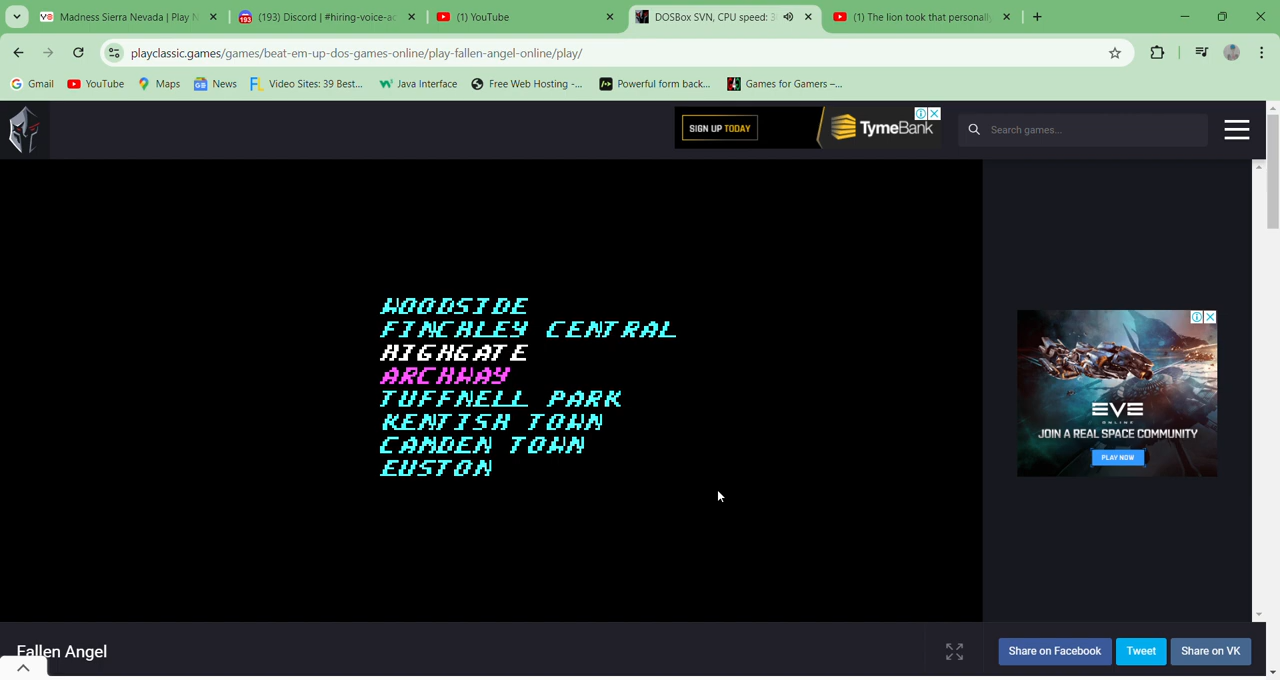 Madness Sierra Nevada | Play N
(193) Discord | #hiring-voice-ac
(1) YouTube
DOSBox SVN, CPU speed: 3
(1) The lion took that personall
playclassic.games/games/beat-em-up-dos-games-online/play-fallen-angel-online/play/
Gmail
YouTube
Maps
News
Video Sites: 39 Best...
Java Interface
Free Web Hosting -...
Powerful form back...
Games for Gamers –...
SIGN UP TODAY
TymeBank
Search games...
WOODSIDE
FINCHLEY CENTRAL
HIGHGATE
ARCHWAY
TUFFNELL PARK
KENTISH TOWN
CAMDEN TOWN
EUSTON
EVE
ONLINE
JOIN A REAL SPACE COMMUNITY
PLAY NOW
Fallen Angel
Share on Facebook
Tweet
Share on VK